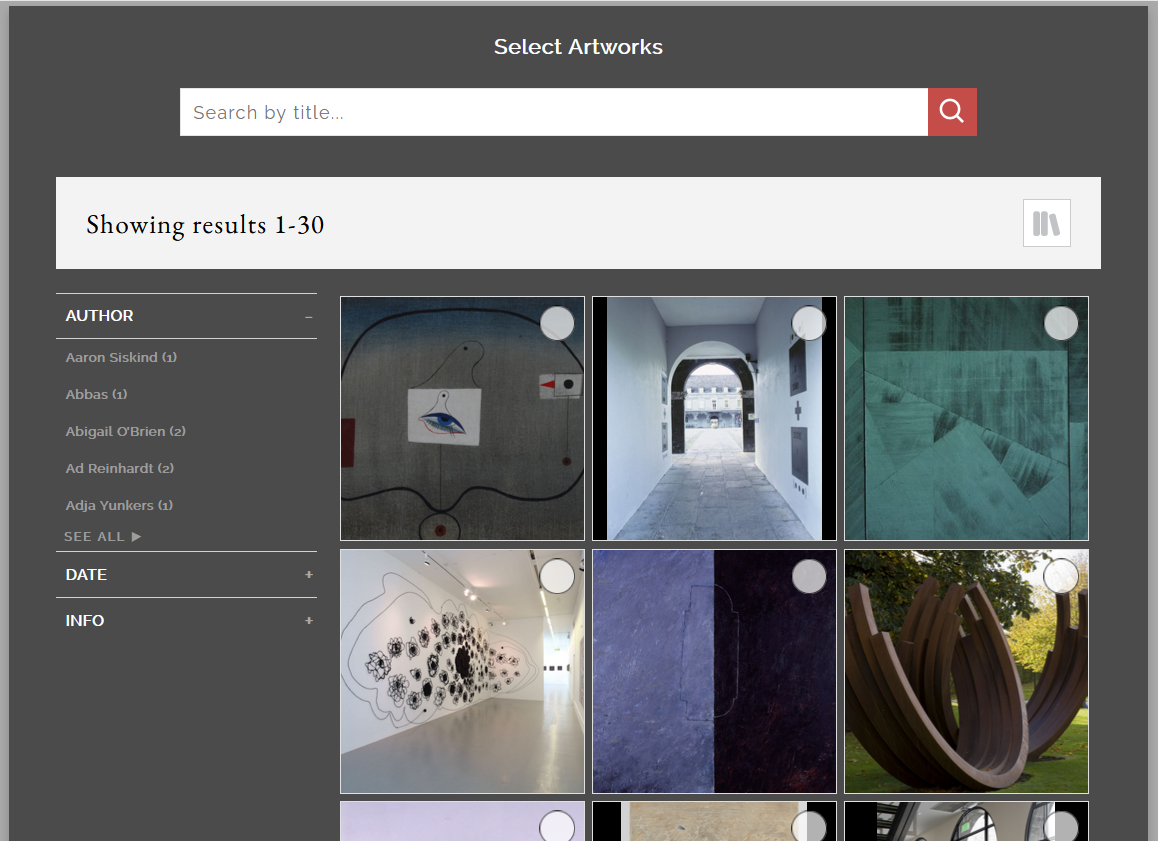 Select Artworks
Search by title...
Showing results 1-30
AUTHOR –
Aaron Siskind (1)
Abbas (1)
Abigail O'Brien (2)
Ad Reinhardt (2)
Adja Yunkers (1)
SEE ALL ▶
DATE +
INFO +